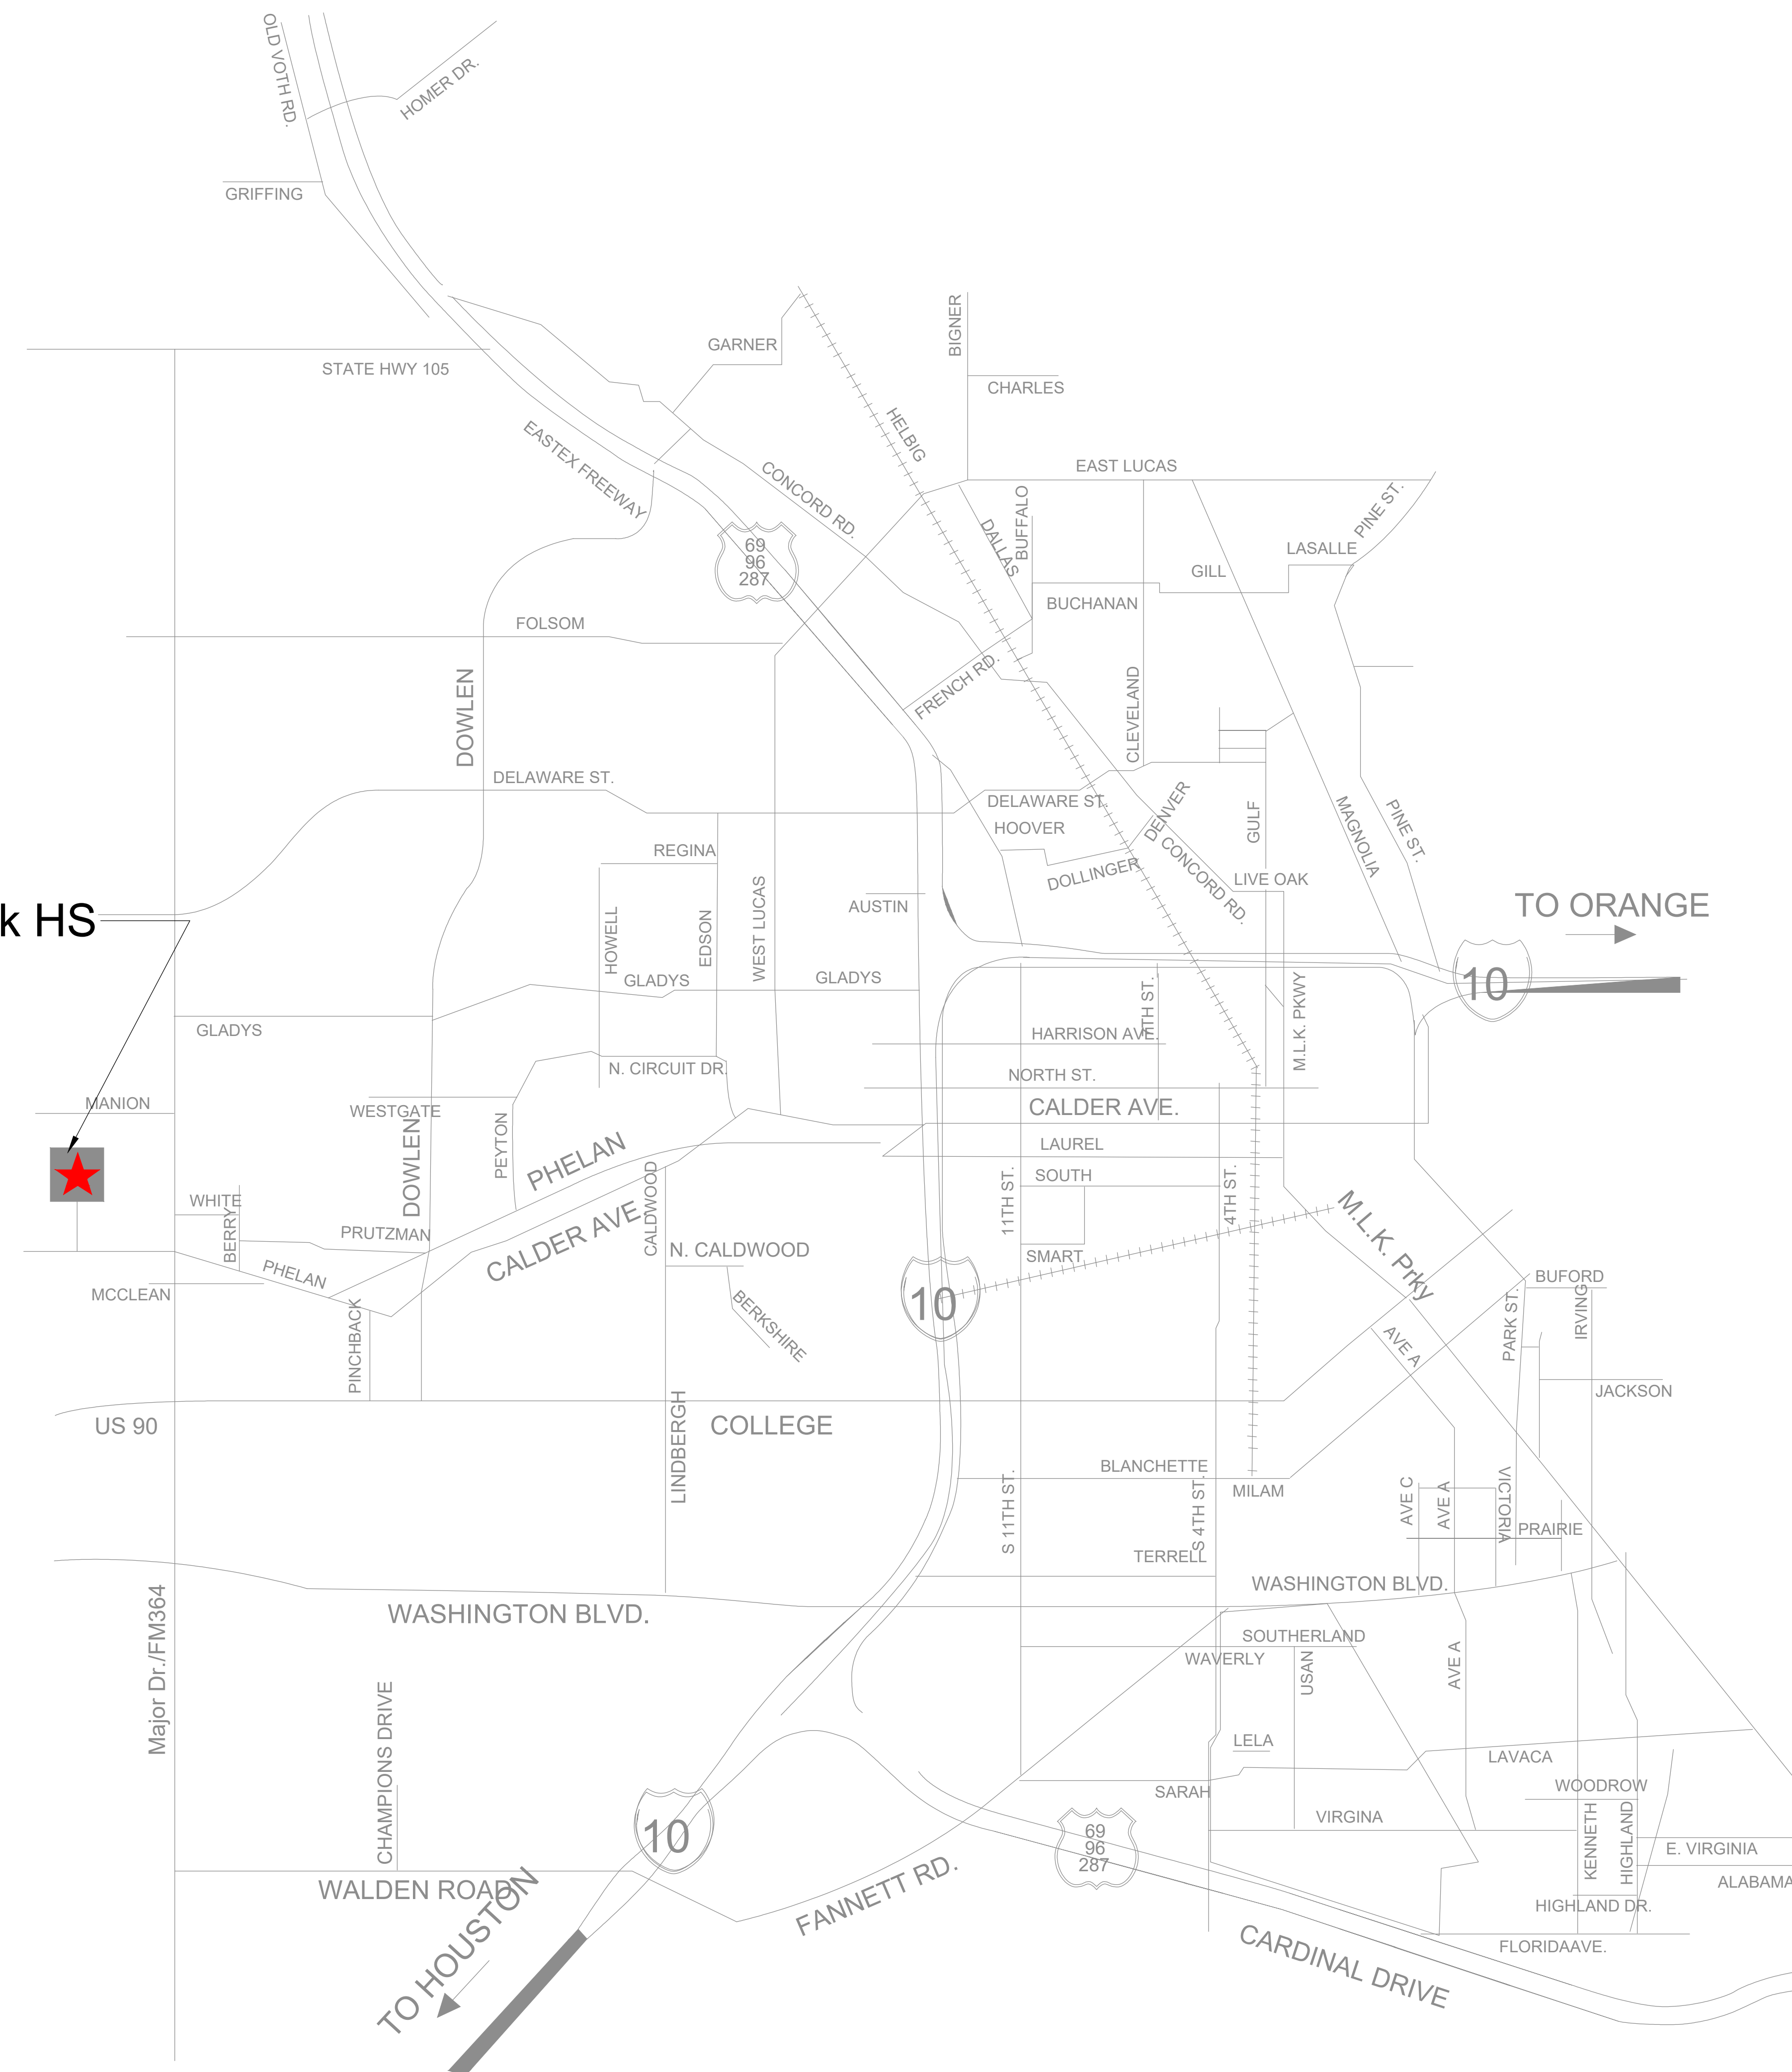 OLD VOTH RD.
HOMER DR.
GRIFFING
STATE HWY 105
GARNER
BIGNER
CHARLES
HELBIG
EASTEX FREEWAY
CONCORD RD.
EAST LUCAS
PINE ST.
DALLAS
BUFFALO
LASALLE
GILL
BUCHANAN
69
96
287
FOLSOM
DOWLEN
FRENCH RD.
CLEVELAND
DELAWARE ST.
DELAWARE ST.
HOOVER
DENVER
GULF
MAGNOLIA
PINE ST.
REGINA
DOLLINGER
CONCORD RD.
LIVE OAK
WEST LUCAS
AUSTIN
HOWELL
EDSON
k HS
TO ORANGE
10
GLADYS
GLADYS
GLADYS
7TH ST.
M.L.K. PKWY
HARRISON AVE.
N. CIRCUIT DR.
NORTH ST.
MANION
WESTGATE
CALDER AVE.
DOWLEN
PEYTON
PHELAN
LAUREL
SOUTH
11TH ST.
4TH ST.
WHITE
BERRY
PRUTZMAN
CALDER AVE.
CALDWOOD
N. CALDWOOD
SMART
M.L.K. Prky
PHELAN
MCCLEAN
BERKSHIRE
10
BUFORD
IRVING
PARK ST.
AVE A
PINCHBACK
JACKSON
US 90
LINDBERGH
COLLEGE
BLANCHETTE
MILAM
S 11TH ST.
S 4TH ST.
AVE C
AVE A
VICTORIA
PRAIRIE
TERRELL
WASHINGTON BLVD.
WASHINGTON BLVD.
Major Dr./FM364
SOUTHERLAND
WAVERLY
USAN
AVE A
CHAMPIONS DRIVE
LELA
LAVACA
SARAH
WOODROW
10
69
96
287
VIRGINA
KENNETH
HIGHLAND
E. VIRGINIA
ALABAMA
WALDEN ROAD
FANNETT RD.
HIGHLAND DR.
FLORIDAAVE.
CARDINAL DRIVE
TO HOUSTON